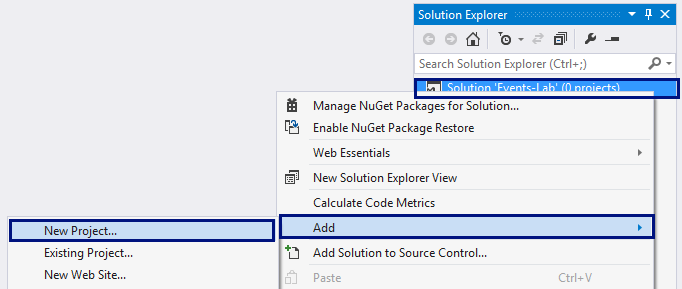 Solution Explorer
Search Solution Explorer (Ctrl+;)
Solution 'Events-Lab' (0 projects)
Manage NuGet Packages for Solution...
Enable NuGet Package Restore
Web Essentials
New Solution Explorer View
Calculate Code Metrics
Add
Add Solution to Source Control...
Paste Ctrl+V
New Project...
Existing Project...
New Web Site...